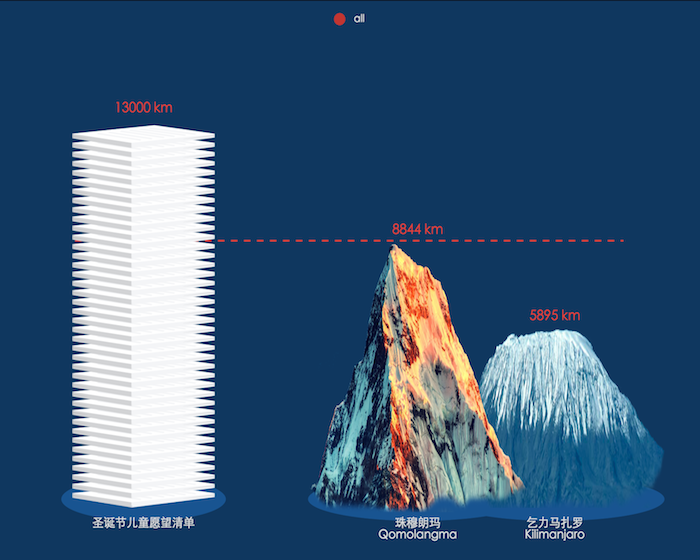 all
13000 km
8844 km
5895 km
圣诞节儿童愿望清单
珠穆朗玛
Qomolangma
乞力马扎罗
Kilimanjaro